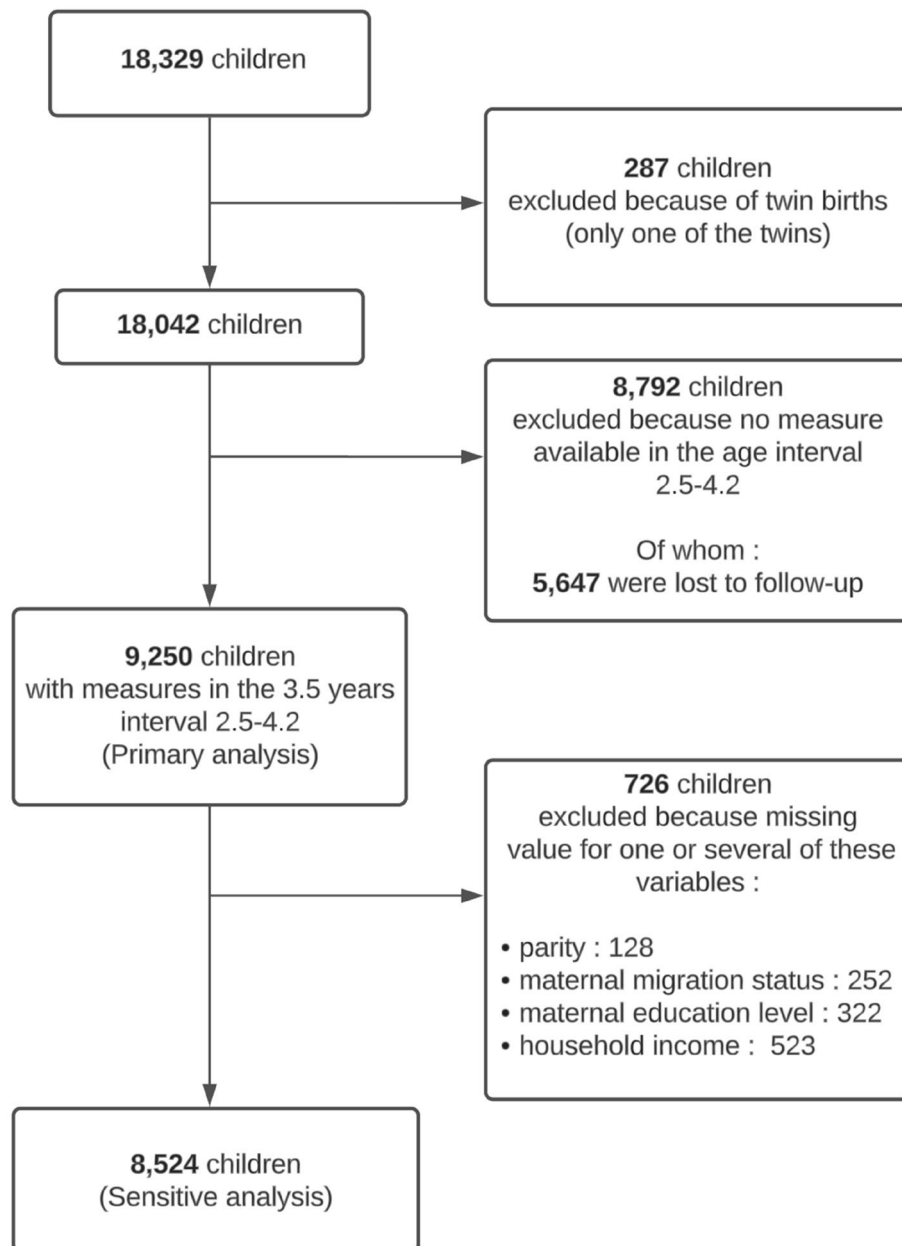 18,329 children
287 children
excluded because of twin births
(only one of the twins)
18,042 children
8,792 children
excluded because no measure
available in the age interval
2.5-4.2
Of whom :
5,647 were lost to follow-up
9,250 children
with measures in the 3.5 years
interval 2.5-4.2
(Primary analysis)
726 children
excluded because missing
value for one or several of these
variables :
• parity : 128
• maternal migration status : 252
• maternal education level : 322
• household income :  523
8,524 children
(Sensitive analysis)